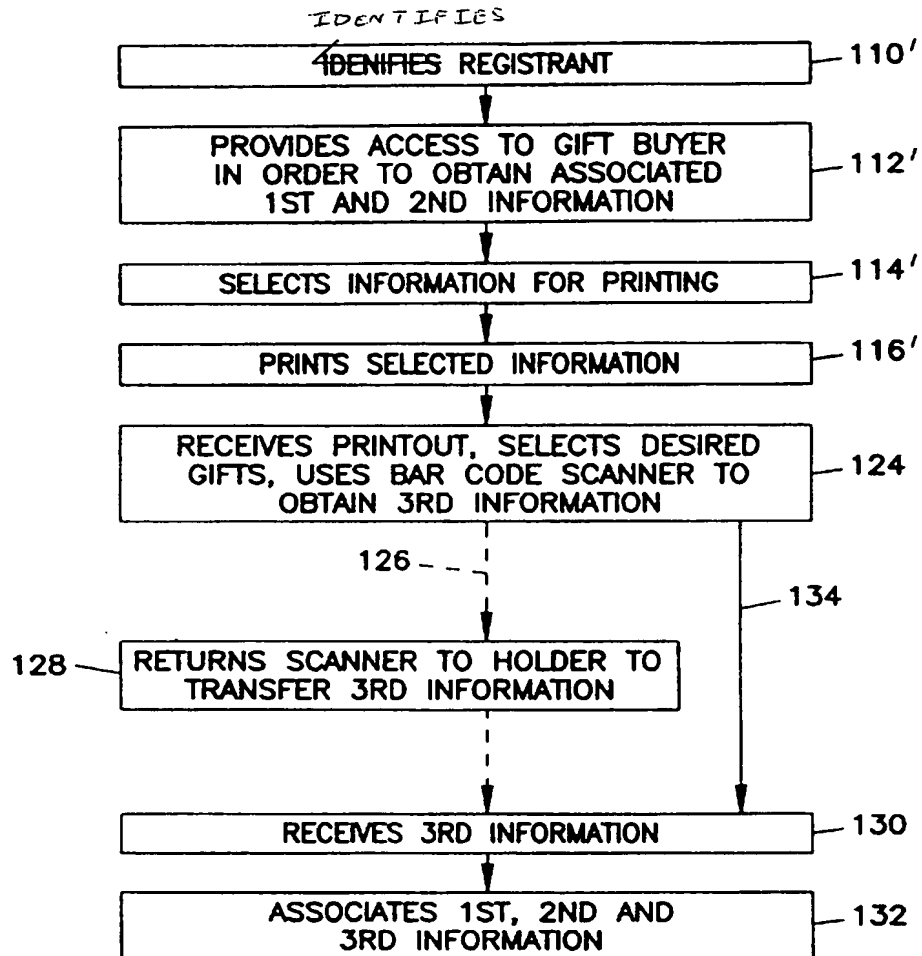 IDENTIFIES
IDENIFIES REGISTRANT
110'
PROVIDES ACCESS TO GIFT BUYER
IN ORDER TO OBTAIN ASSOCIATED
1ST AND 2ND INFORMATION
112'
SELECTS INFORMATION FOR PRINTING
114'
PRINTS SELECTED INFORMATION
116'
RECEIVES PRINTOUT, SELECTS DESIRED
GIFTS, USES BAR CODE SCANNER TO
OBTAIN 3RD INFORMATION
124
126
134
128
RETURNS SCANNER TO HOLDER TO
TRANSFER 3RD INFORMATION
RECEIVES 3RD INFORMATION
130
ASSOCIATES 1ST, 2ND AND
3RD INFORMATION
132